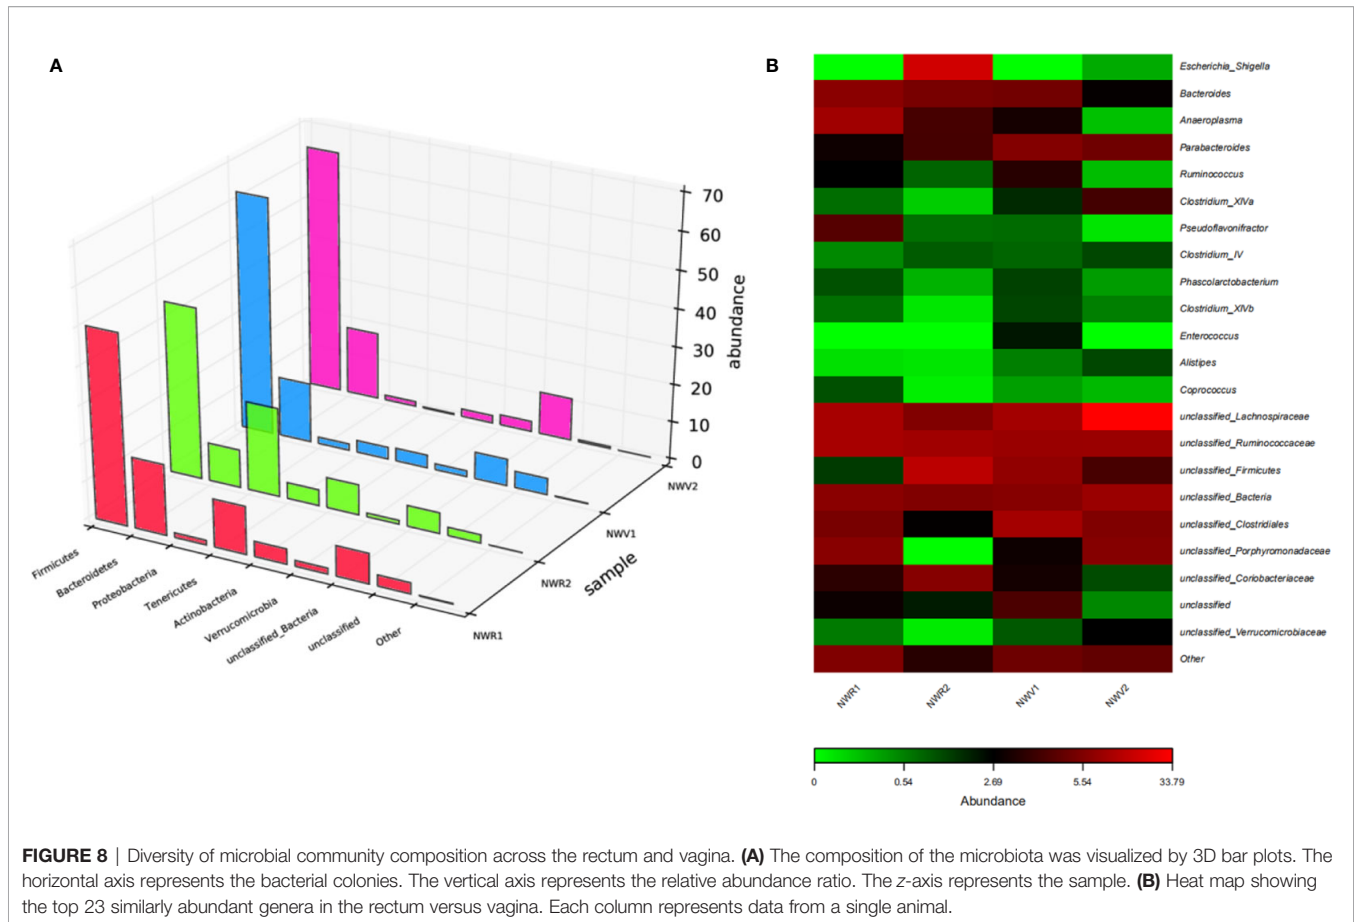 A
70
60
50
40
30
20
10
0
abundance
NWV2
NWV1
NWR2
NWR1
sample
Firmicutes
Bacteroidetes
Proteobacteria
Tenericutes
Actinobacteria
Verrucomicrobia
unclassified_Bacteria
unclassified
Other
B
Escherichia_Shigella
Bacteroides
Anaeroplasma
Parabacteroides
Ruminococcus
Clostridium_XIVa
Pseudoflavonifractor
Clostridium_IV
Phascolarctobacterium
Clostridium_XIVb
Enterococcus
Alistipes
Coprococcus
unclassified_Lachnospiraceae
unclassified_Ruminococcaceae
unclassified_Firmicutes
unclassified_Bacteria
unclassified_Clostridiales
unclassified_Porphyromonadaceae
unclassified_Coriobacteriaceae
unclassified
unclassified_Verrucomicrobiaceae
Other
NWR1 NWR2 NWV1 NWV2
0 0.54 2.69 5.54 33.79
Abundance
FIGURE 8 | Diversity of microbial community composition across the rectum and vagina. (A) The composition of the microbiota was visualized by 3D bar plots. The
horizontal axis represents the bacterial colonies. The vertical axis represents the relative abundance ratio. The z-axis represents the sample. (B) Heat map showing
the top 23 similarly abundant genera in the rectum versus vagina. Each column represents data from a single animal.